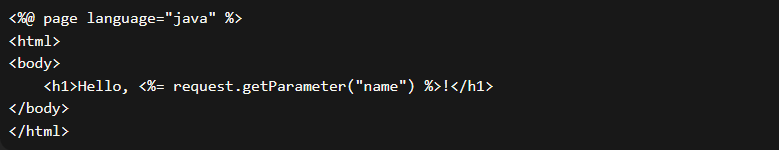 <%@ page language="java" %>
<html>
<body>
    <h1>Hello, <%= request.getParameter("name") %>!</h1>
</body>
</html>